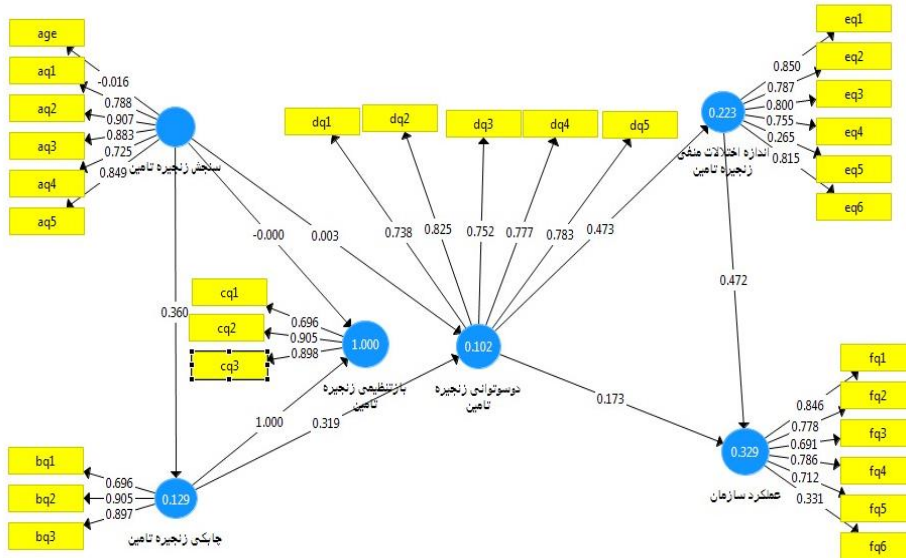 age
aq1
aq2
aq3
aq4
aq5
-0.016
0.788
0.907
0.883
0.725
0.849
سنجش زنجیره تامین
dq1
dq2
dq3
dq4
dq5
0.738
0.825
0.752
0.777
0.783
eq1
eq2
eq3
eq4
eq5
eq6
0.850
0.787
0.800
0.755
0.265
0.815
0.223
اندازه اختلالات منفی
زنجیره تامین
-0.000
0.003
0.473
0.360
0.472
cq1
cq2
cq3
0.696
0.905
0.898
1.000
بازتنظیمی زنجیره
تامین
0.102
دوسوتوانی زنجیره
تامین
1.000
0.319
0.173
bq1
bq2
bq3
0.696
0.905
0.897
0.129
چابکی زنجیره تامین
0.329
عملکرد سازمان
fq1
fq2
fq3
fq4
fq5
fq6
0.846
0.778
0.691
0.786
0.712
0.331